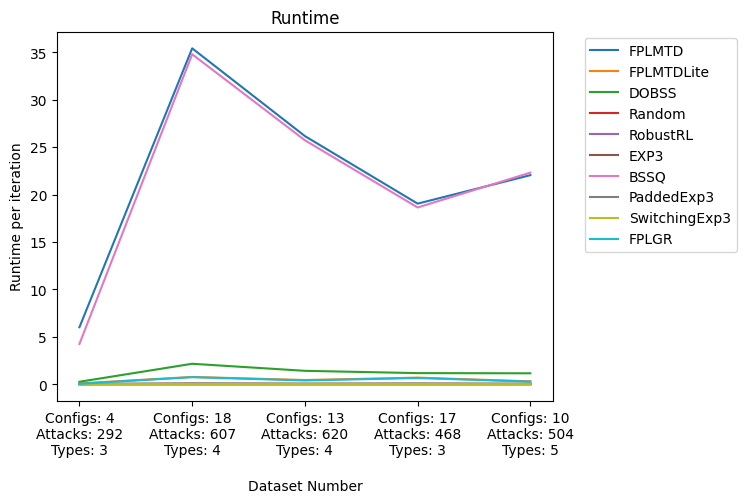 Runtime
Runtime per iteration
35
30
25
20
15
10
5
0
Configs: 4
Attacks: 292
Types: 3
Configs: 18
Attacks: 607
Types: 4
Configs: 13
Attacks: 620
Types: 4
Configs: 17
Attacks: 468
Types: 3
Configs: 10
Attacks: 504
Types: 5
Dataset Number
FPLMTD
FPLMTDLite
DOBSS
Random
RobustRL
EXP3
BSSQ
PaddedExp3
SwitchingExp3
FPLGR